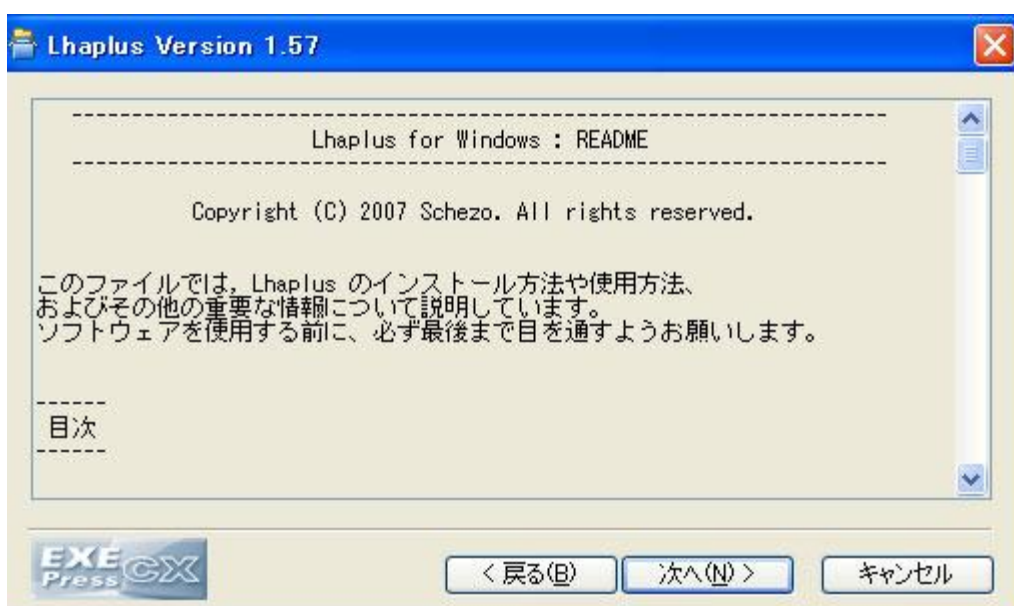 Lhaplus Version 1.57
--------------------------------------------------------------------
Lhaplus for Windows : README
--------------------------------------------------------------------
Copyright (C) 2007 Schezo. All rights reserved.
このファイルでは, Lhaplus のインストール方法や使用方法、
およびその他の重要な情報について説明しています。
ソフトウェアを使用する前に、必ず最後まで目を通すようお願いします。
------
目次
------
EXE
Press CX
< 戻る(B)
次へ(N) >
キャンセル